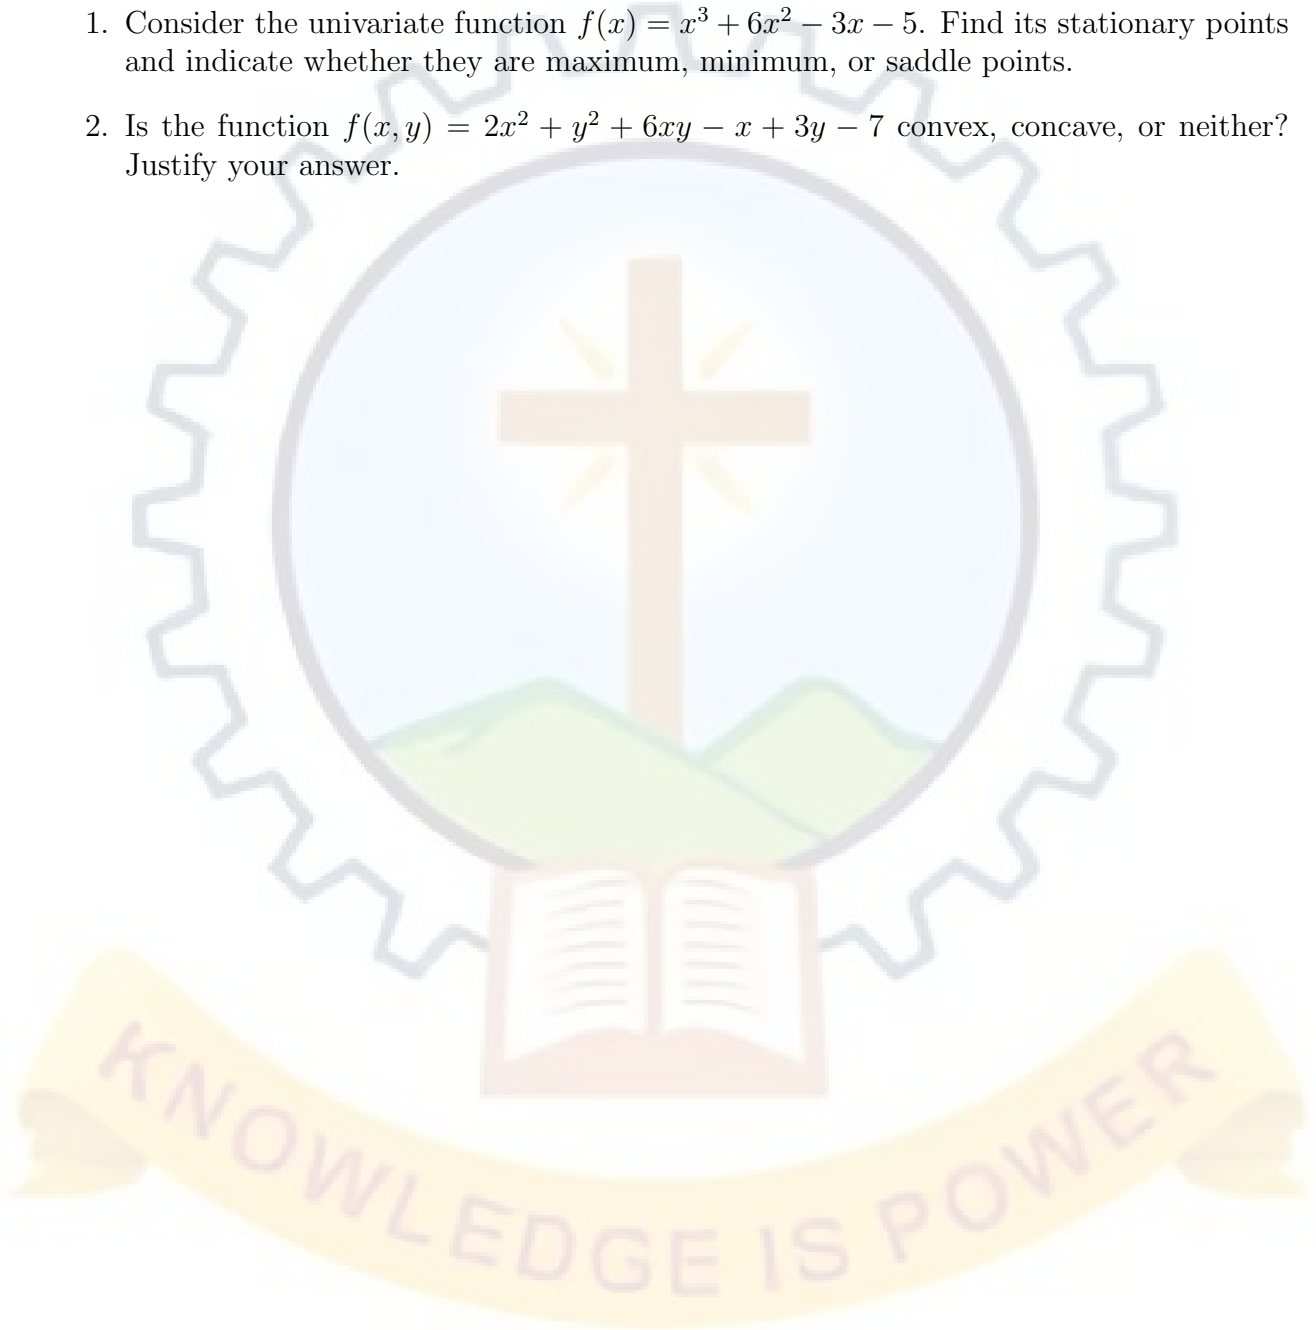 1. Consider the univariate function f(x) = x³ + 6x² − 3x − 5. Find its stationary points
and indicate whether they are maximum, minimum, or saddle points.
2. Is the function f(x, y) = 2x² + y² + 6xy − x + 3y − 7 convex, concave, or neither?
Justify your answer.
KNOWLEDGE IS POWER